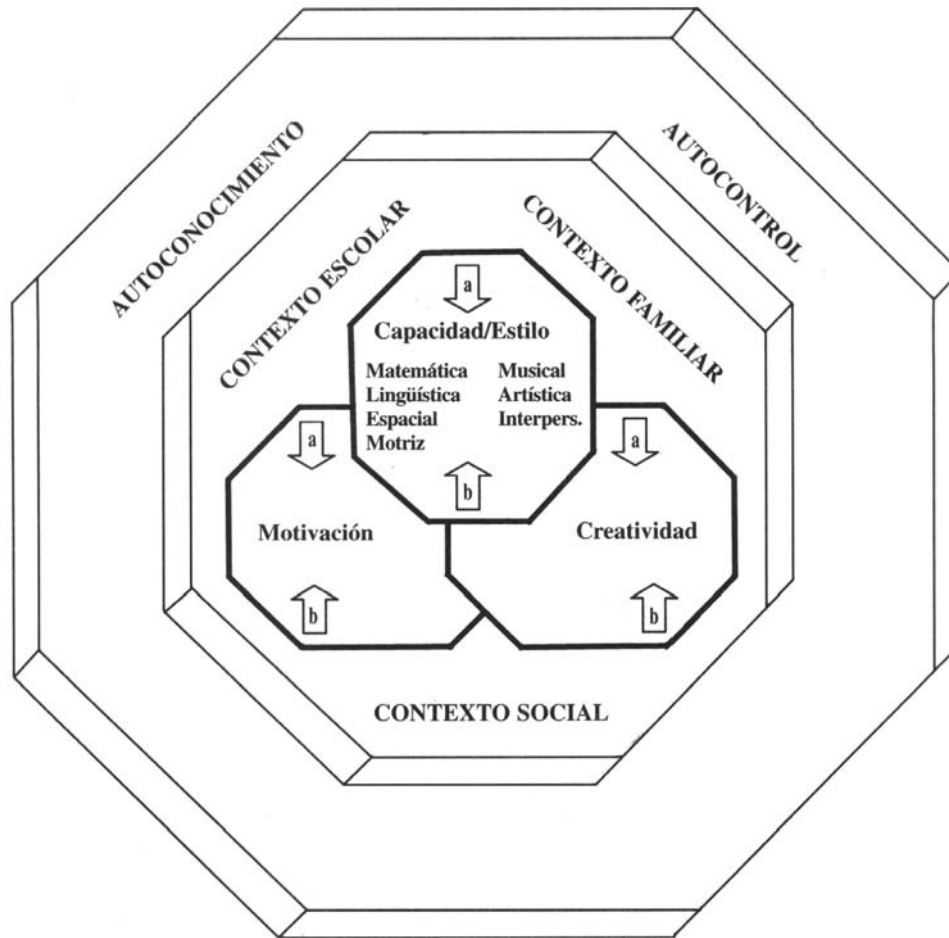 AUTOCONOCIMIENTO
AUTOCONTROL
CONTEXTO ESCOLAR
CONTEXTO FAMILIAR
a
Capacidad/Estilo
Matemática Musical
Lingüística Artística
Espacial Interpers.
Motriz
b
a
Motivación
b
a
Creatividad
b
CONTEXTO SOCIAL